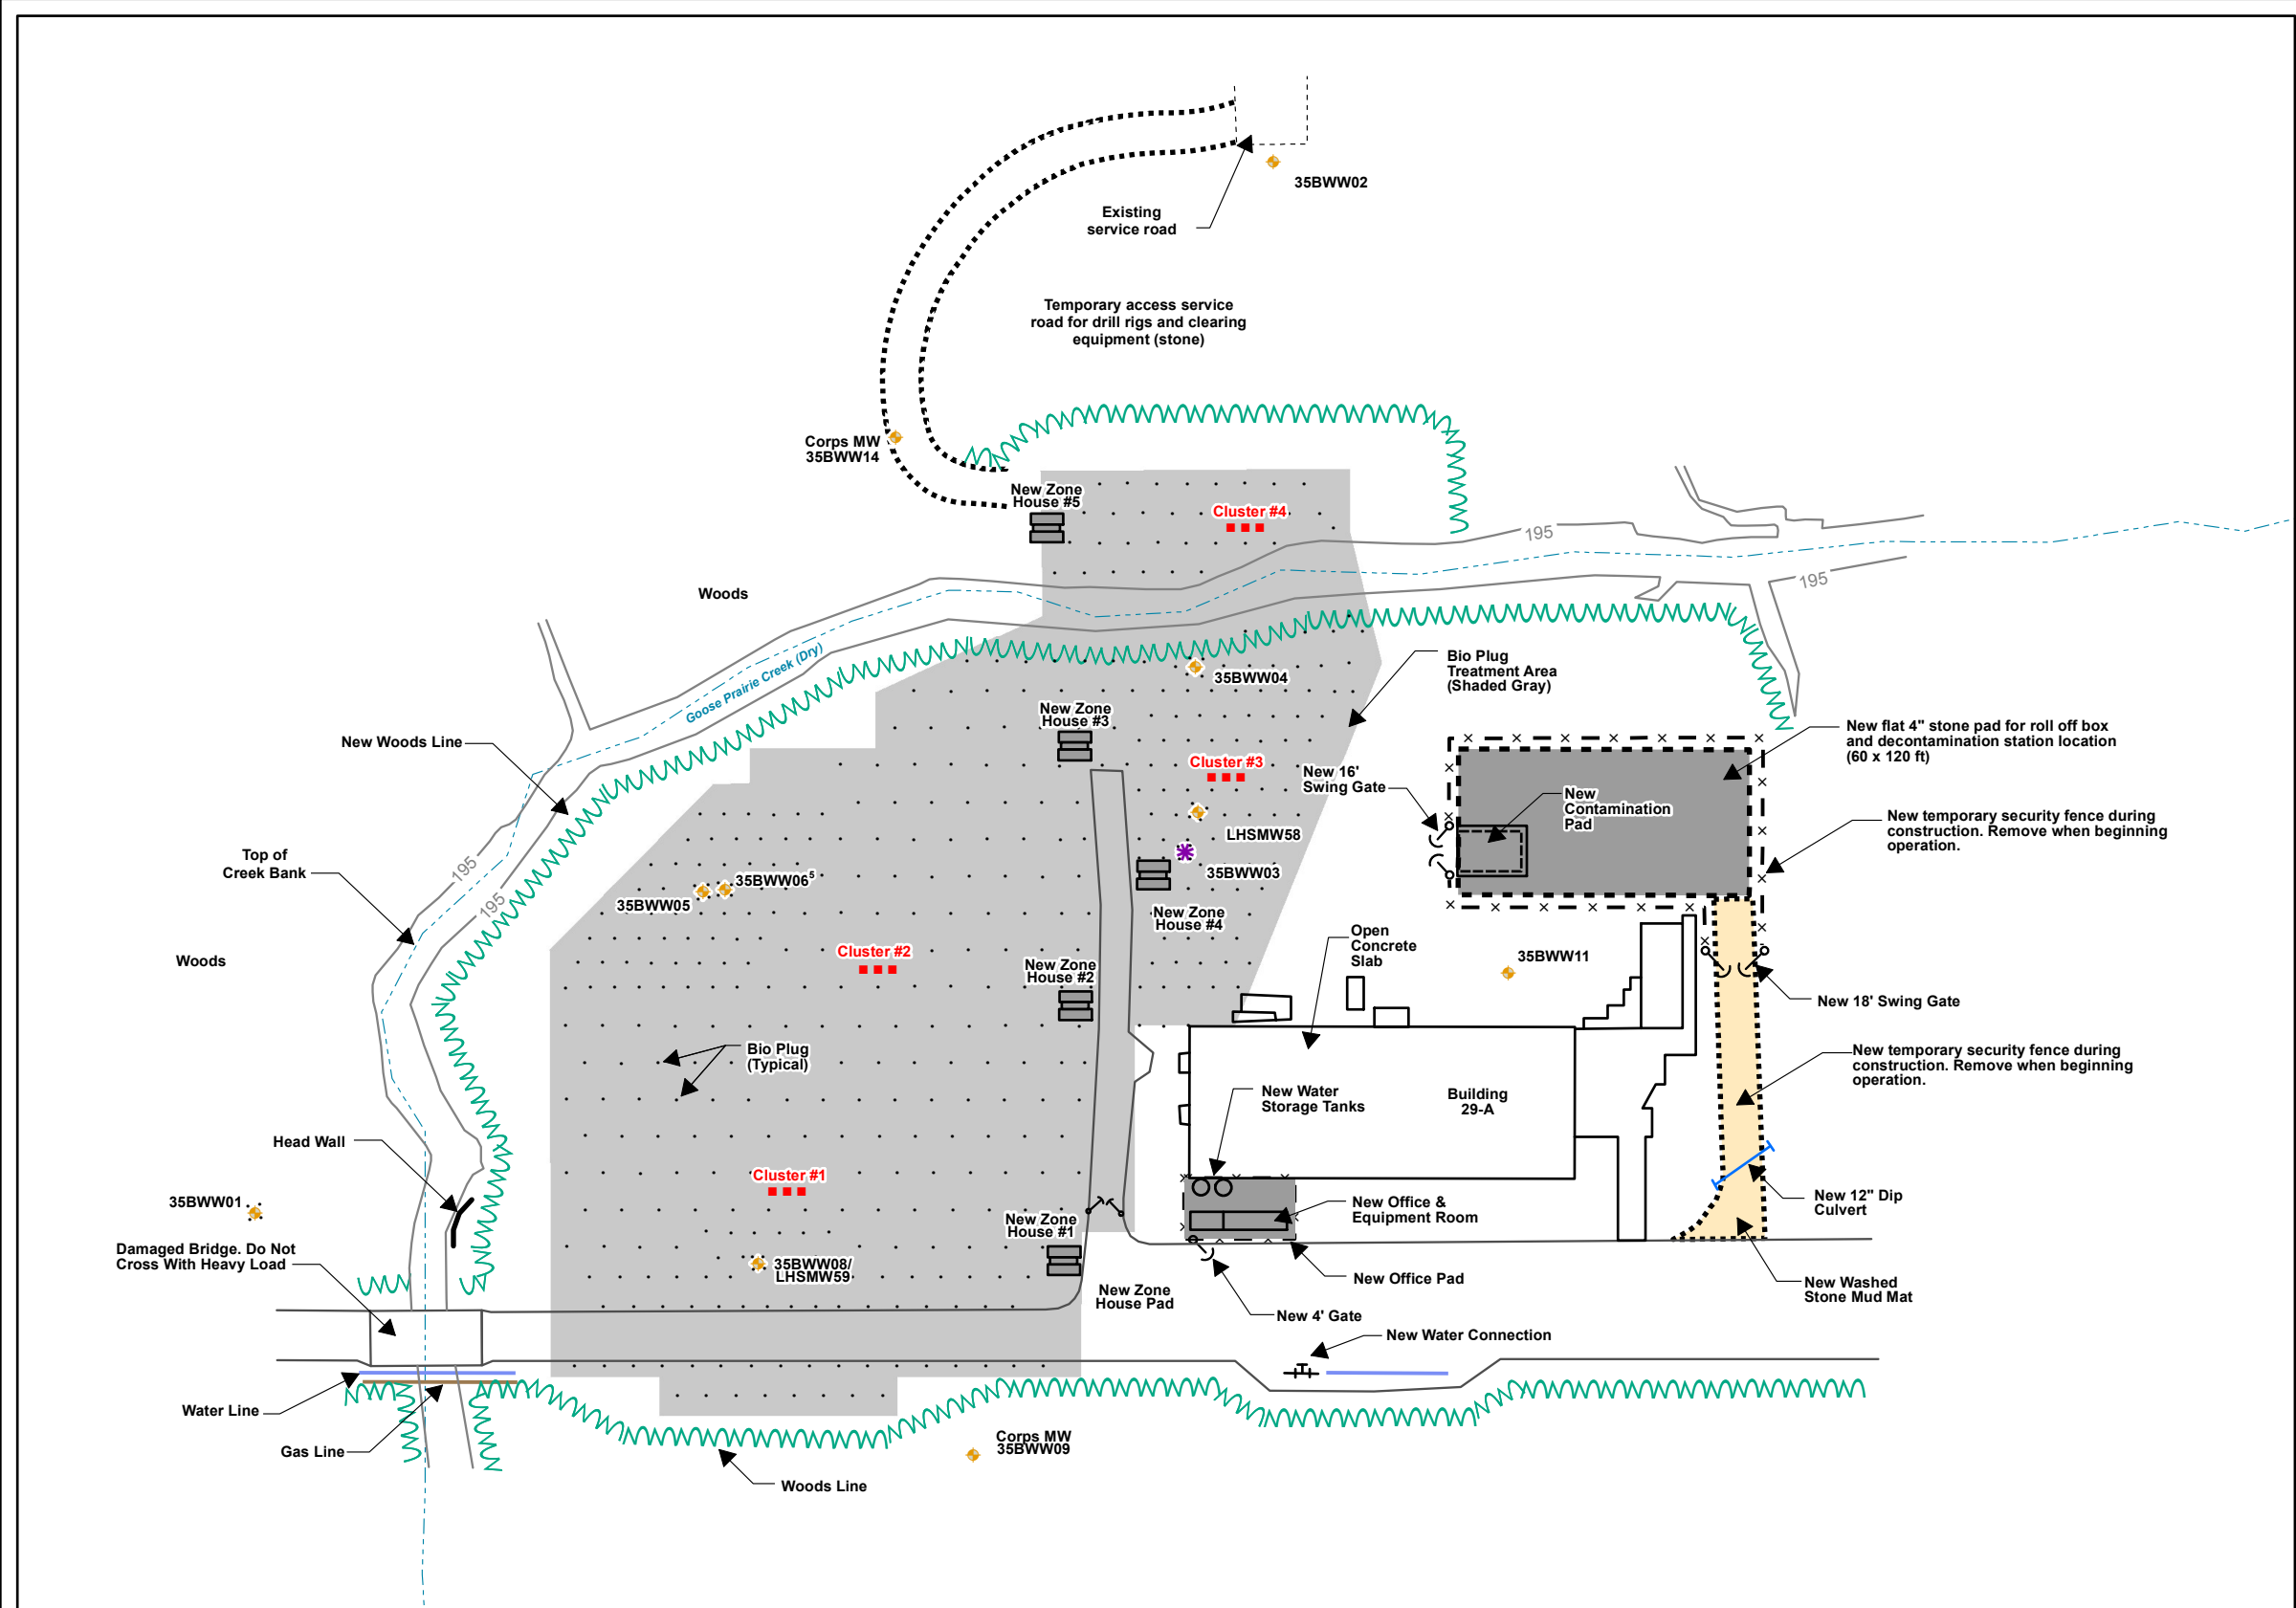 35BWW02
Existing
service road
Temporary access service
road for drill rigs and clearing
equipment (stone)
Corps MW
35BWW14
New Zone
House #5
Cluster #4
195
195
Woods
Goose Prairie Creek (Dry)
35BWW04
Bio Plug
Treatment Area
(Shaded Gray)
New Zone
House #3
New Woods Line
New flat 4" stone pad for roll off box
and decontamination station location
(60 x 120 ft)
Cluster #3
New 16'
Swing Gate
New
Contamination
Pad
New temporary security fence during
construction. Remove when beginning
operation.
LHSMW58
Top of
Creek Bank
195
195
35BWW06⁵
35BWW05
35BWW03
New Zone
House #4
Open
Concrete
Slab
35BWW11
Cluster #2
Woods
New Zone
House #2
New 18' Swing Gate
Bio Plug
(Typical)
New temporary security fence during
construction. Remove when beginning
operation.
New Water
Storage Tanks
Building
29-A
Head Wall
Cluster #1
35BWW01
New Office &
Equipment Room
New 12" Dip
Culvert
New Zone
House #1
Damaged Bridge. Do Not
Cross With Heavy Load
35BWW08/
LHSMW59
New Office Pad
New Zone
House Pad
New Washed
Stone Mud Mat
New 4' Gate
New Water Connection
Water Line
Gas Line
Corps MW
35BWW09
Woods Line